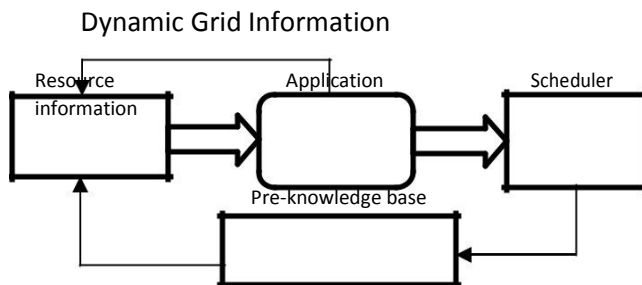 Dynamic Grid Information
Resource
information
Application
Scheduler
Pre-knowledge base